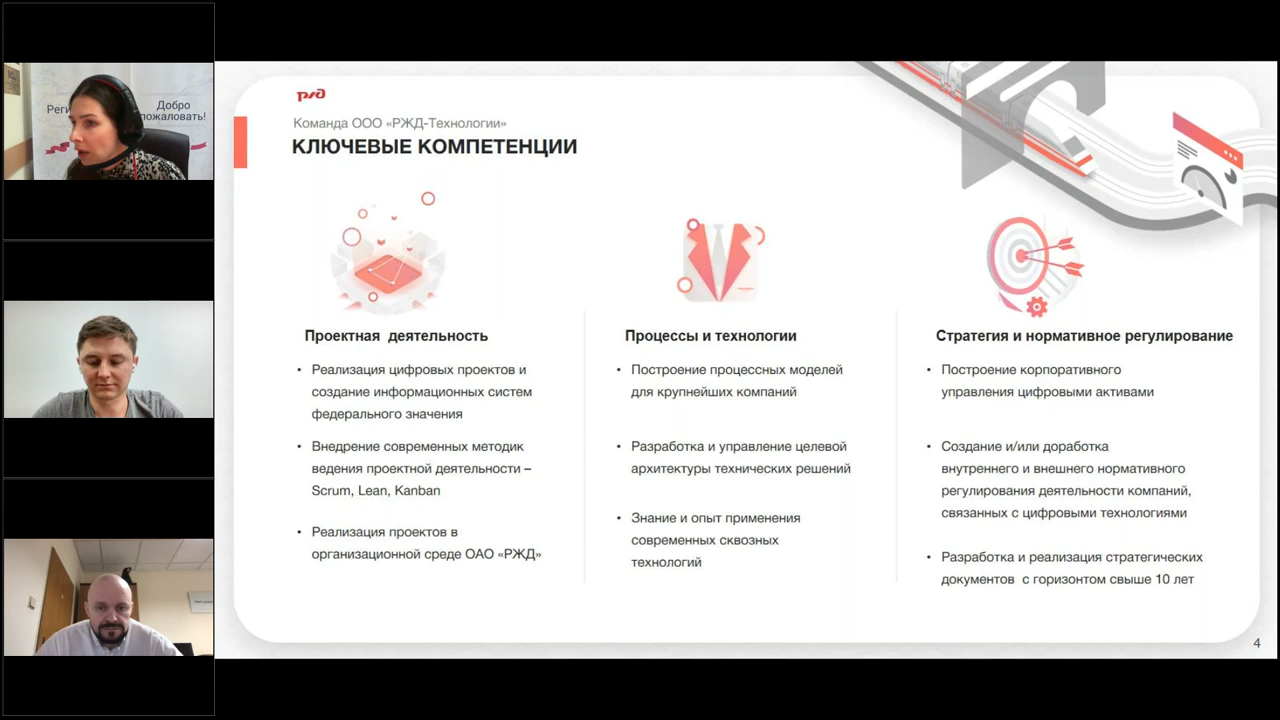 Добро
пожаловать!
ржд
Команда ООО «РЖД-Технологии»
КЛЮЧЕВЫЕ КОМПЕТЕНЦИИ
Проектная деятельность
• Реализация цифровых проектов и
создание информационных систем
федерального значения
• Внедрение современных методик
ведения проектной деятельности –
Scrum, Lean, Kanban
• Реализация проектов в
организационной среде ОАО «РЖД»
Процессы и технологии
• Построение процессных моделей
для крупнейших компаний
• Разработка и управление целевой
архитектуры технических решений
• Знание и опыт применения
современных сквозных
технологий
Стратегия и нормативное регулирование
• Построение корпоративного
управления цифровыми активами
• Создание и/или доработка
внутреннего и внешнего нормативного
регулирования деятельности компаний,
связанных с цифровыми технологиями
• Разработка и реализация стратегических
документов с горизонтом свыше 10 лет
4